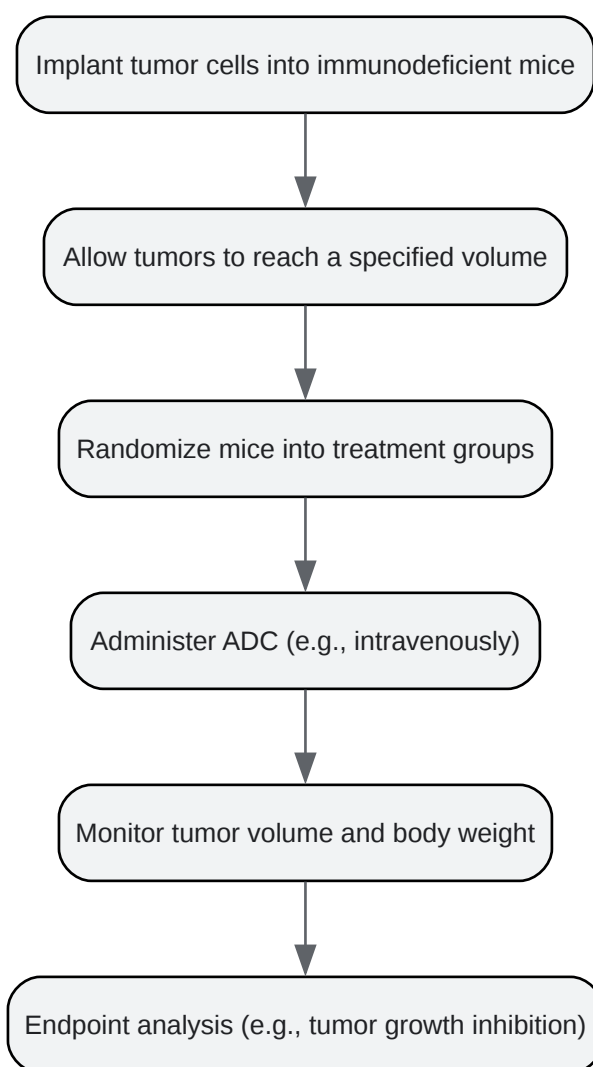 Implant tumor cells into immunodeficient mice
Allow tumors to reach a specified volume
Randomize mice into treatment groups
Administer ADC (e.g., intravenously)
Monitor tumor volume and body weight
Endpoint analysis (e.g., tumor growth inhibition)